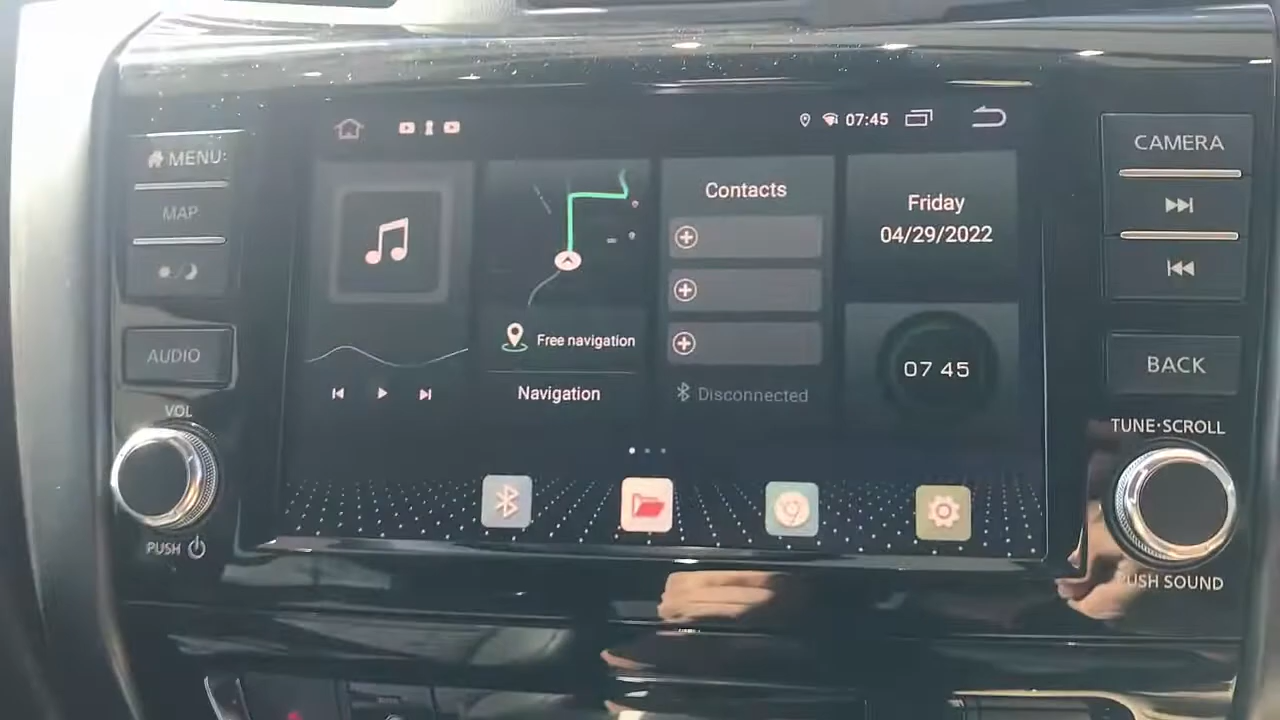 MENU:
MAP
AUDIO
VOL
PUSH
07:45
Free navigation
Navigation
Contacts
Disconnected
Friday
04/29/2022
07 45
CAMERA
BACK
TUNE·SCROLL
PUSH SOUND